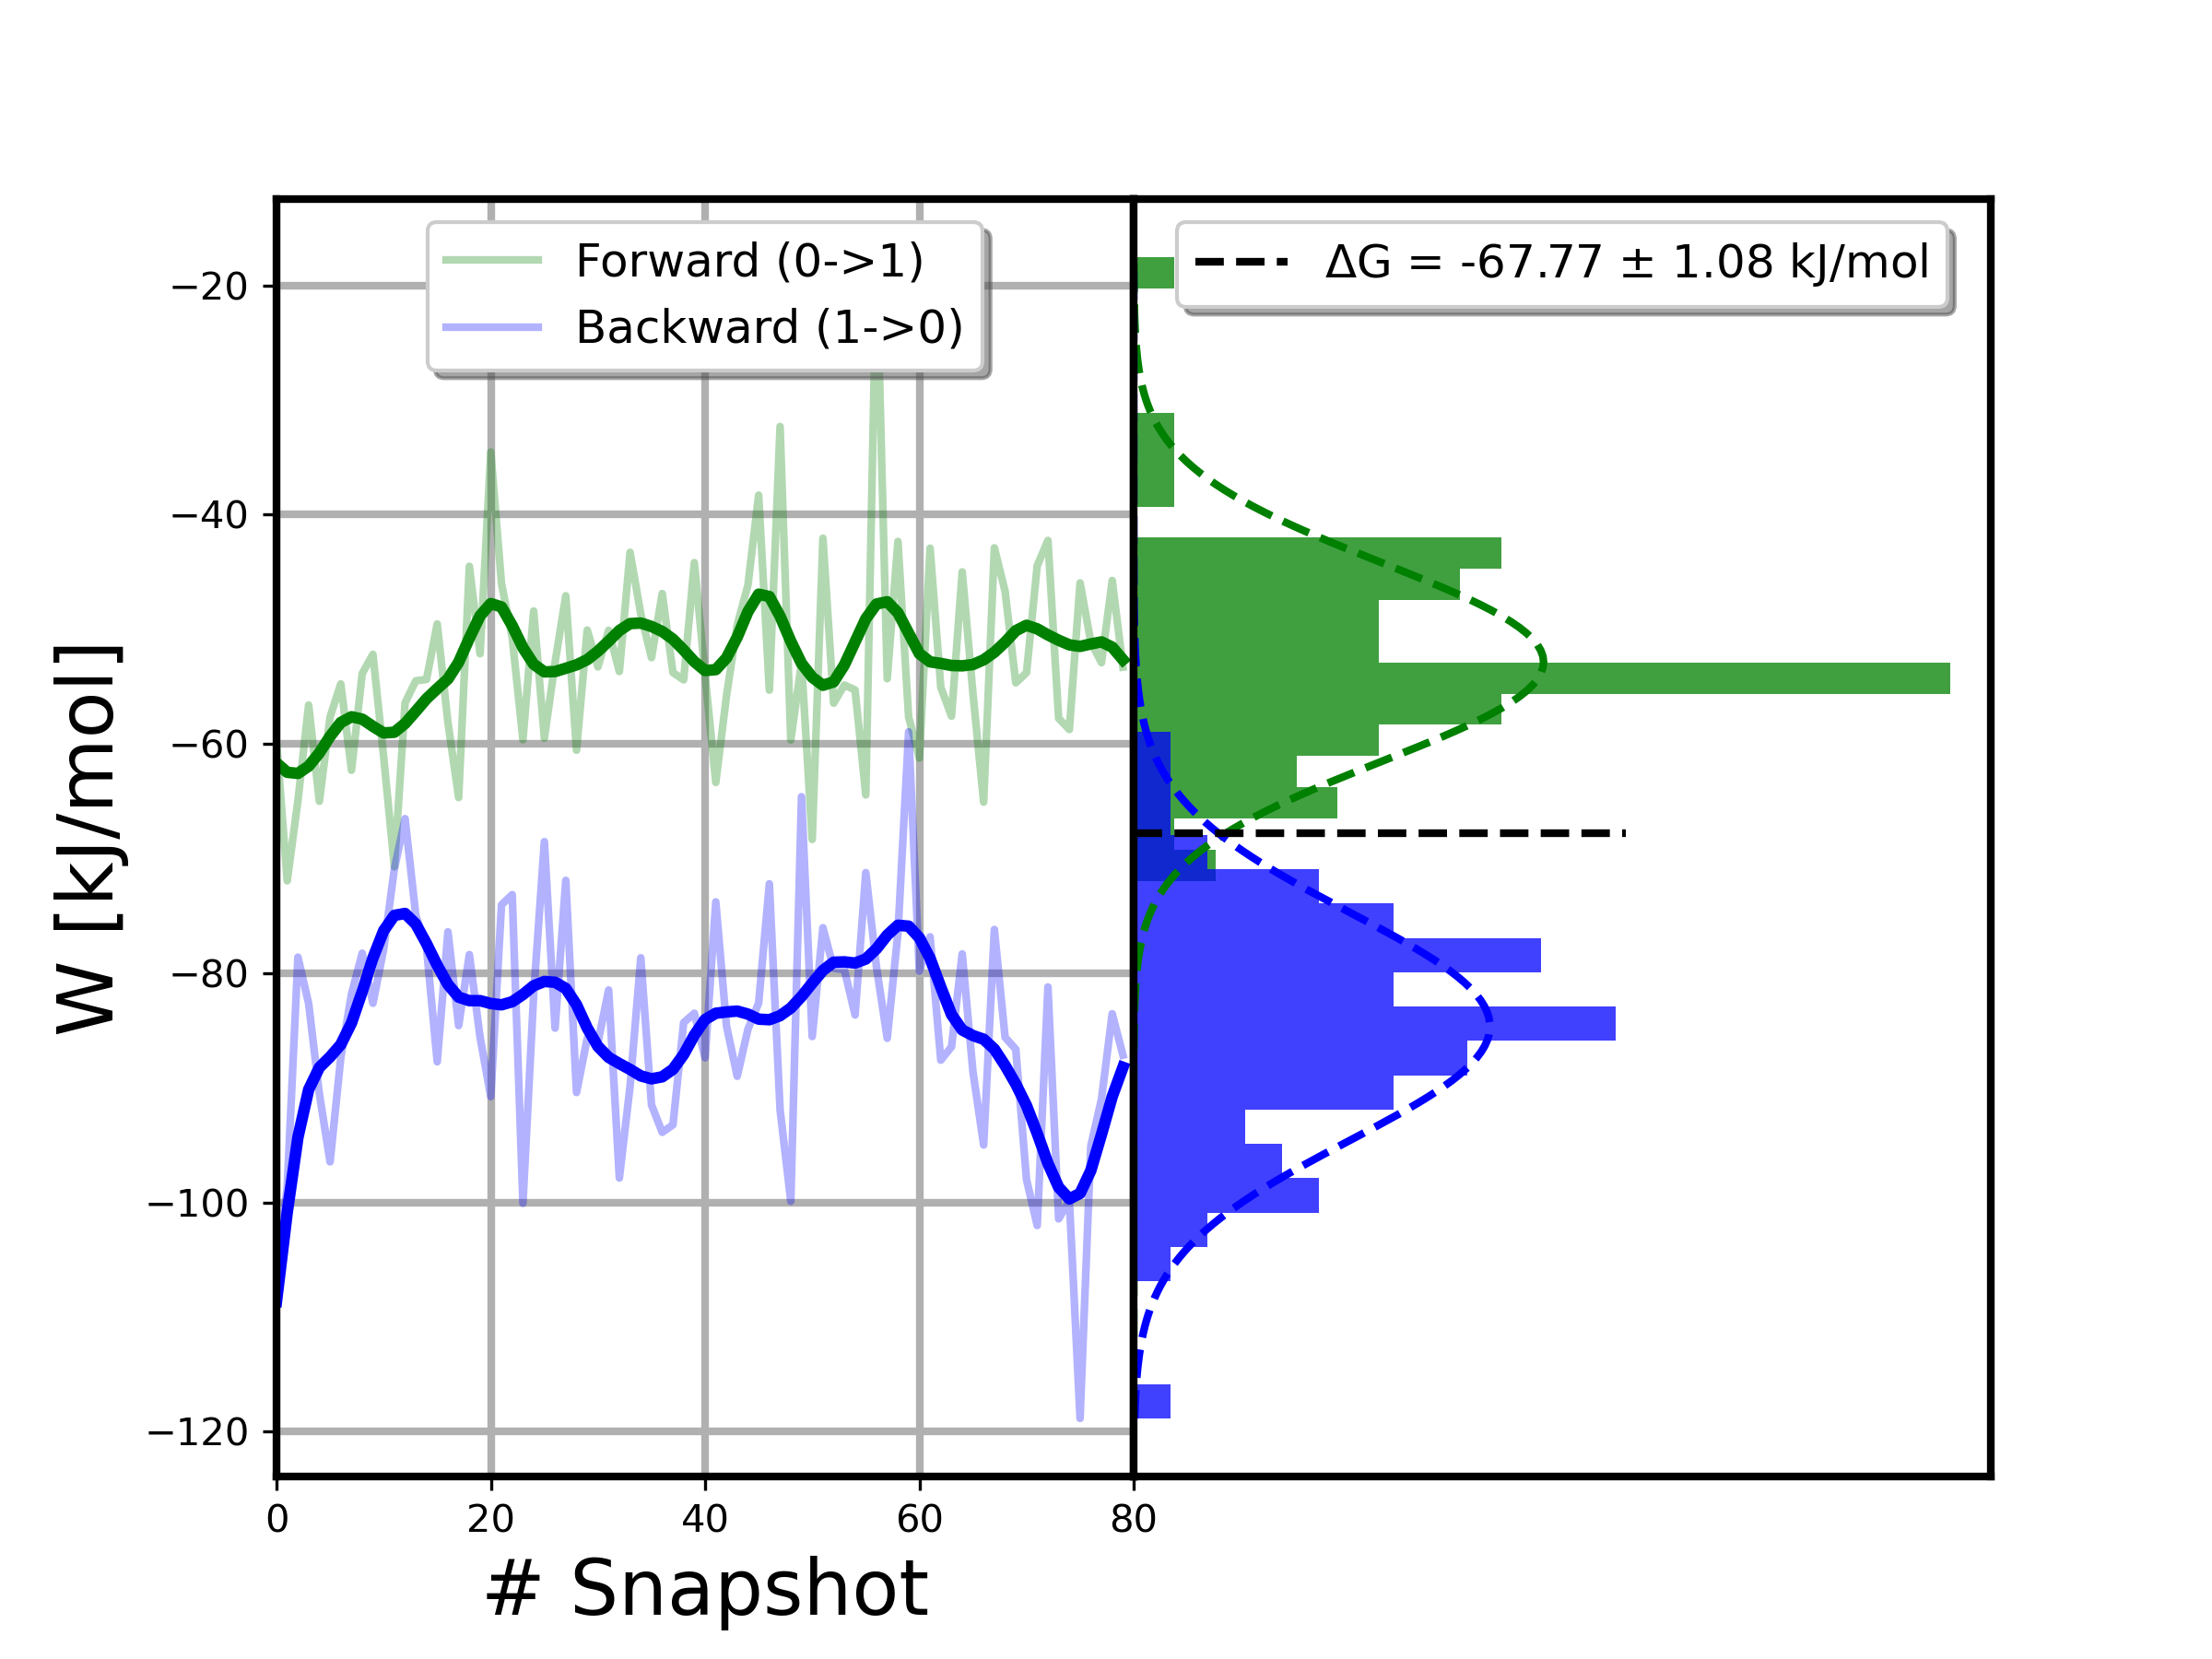 Forward (0->1)
Backward (1->0)
ΔG = -67.77 ± 1.08 kJ/mol
W [kJ/mol]
−20
−40
−60
−80
−100
−120
0 20 40 60 80
# Snapshot